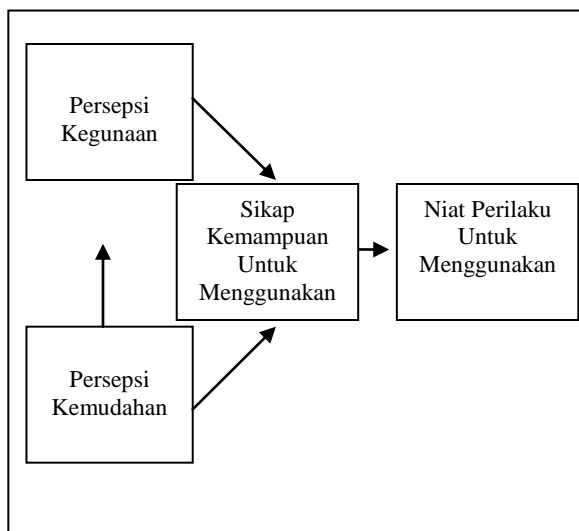 Persepsi
Kegunaan
Sikap
Kemampuan
Untuk
Menggunakan
Niat Perilaku
Untuk
Menggunakan
Persepsi
Kemudahan